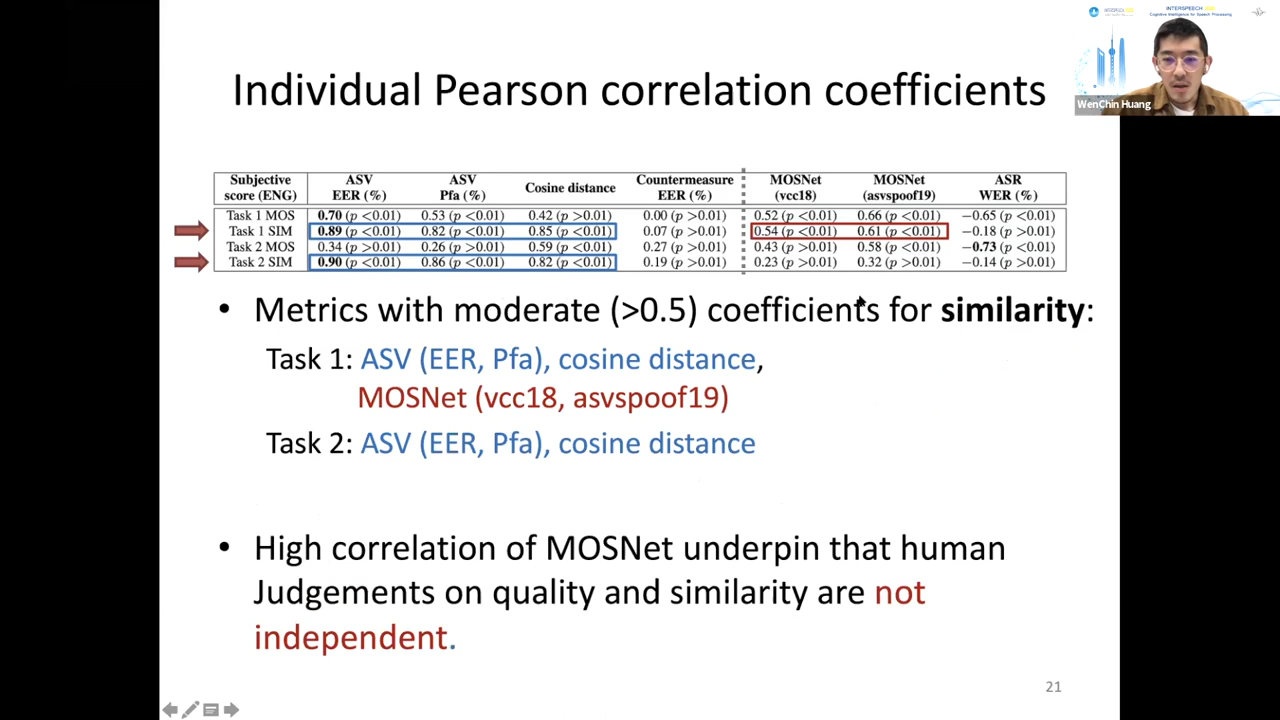 INTERSPEECH
Cognitive Intelligence for Speech Processing
WenChin Huang
Individual Pearson correlation coefficients
Subjective score (ENG) ASV EER (%) ASV Pfa (%) Cosine distance Countermeasure EER (%) MOSNet (vcc18) MOSNet (asvspoof19) ASR WER (%)
Task 1 MOS 0.70 (p <0.01) 0.53 (p <0.01) 0.42 (p >0.01) 0.00 (p >0.01) 0.52 (p <0.01) 0.66 (p <0.01) −0.65 (p <0.01)
Task 1 SIM 0.89 (p <0.01) 0.82 (p <0.01) 0.85 (p <0.01) 0.07 (p >0.01) 0.54 (p <0.01) 0.61 (p <0.01) −0.18 (p >0.01)
Task 2 MOS 0.34 (p >0.01) 0.26 (p >0.01) 0.59 (p <0.01) 0.27 (p >0.01) 0.43 (p >0.01) 0.58 (p <0.01) −0.73 (p <0.01)
Task 2 SIM 0.90 (p <0.01) 0.86 (p <0.01) 0.82 (p <0.01) 0.19 (p >0.01) 0.23 (p >0.01) 0.32 (p >0.01) −0.14 (p >0.01)
• Metrics with moderate (>0.5) coefficients for similarity:
Task 1: ASV (EER, Pfa), cosine distance,
MOSNet (vcc18, asvspoof19)
Task 2: ASV (EER, Pfa), cosine distance
• High correlation of MOSNet underpin that human
Judgements on quality and similarity are not
independent.
21